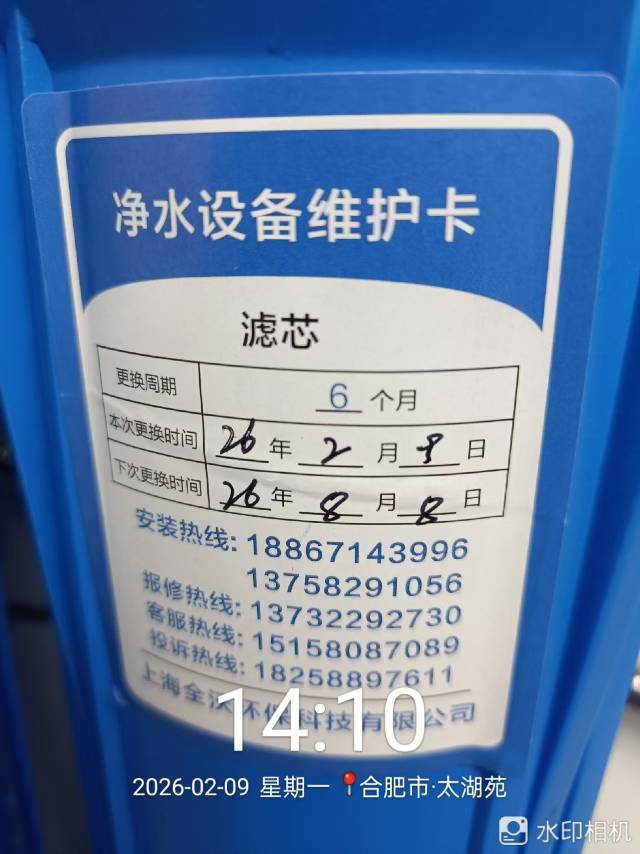 净水设备维护卡
滤芯
更换周期 6 个月
本次更换时间 26 年 2 月 8 日
下次更换时间 26 年 8 月 8 日
安装热线: 18867143996
13758291056
报修热线: 13732292730
客服热线: 15158087089
投诉热线: 18258897611
上海全 环保科技有限公司
14:10
2026-02-09 星期一 合肥市·太湖苑
水印相机